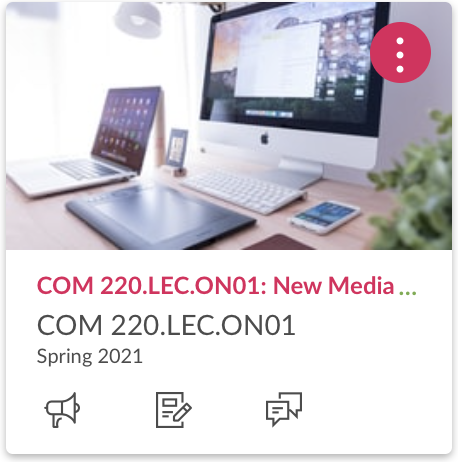 COM 220.LEC.ON01: New Media ...
COM 220.LEC.ON01
Spring 2021